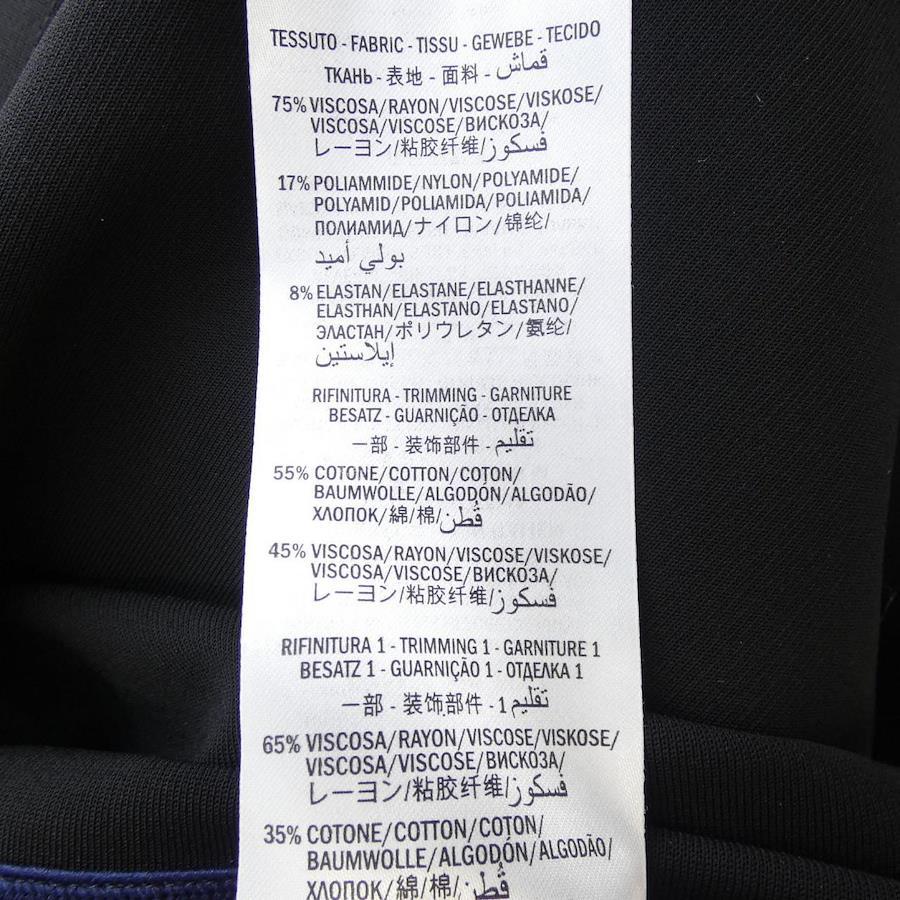 TESSUTO - FABRIC - TISSU - GEWEBE - TECIDO
ТКАНЬ - 表地 - 面料 - قماش
75% VISCOSA/RAYON/VISCOSE/VISKOSE/
VISCOSA/VISCOSE/ВИСКОЗА/
レーヨン/粘胶纤维/فسكوز
17% POLIAMMIDE/NYLON/POLYAMIDE/
POLYAMID/POLIAMIDA/POLIAMIDA/
ПОЛИАМИД/ナイロン/锦纶/
بولي أميد
8% ELASTAN/ELASTANE/ELASTHANNE/
ELASTHAN/ELASTANO/ELASTANO/
ЭЛАСТАН/ポリウレタン/氨纶/
إيلاستين
RIFINITURA - TRIMMING - GARNITURE
BESATZ - GUARNIÇÃO - ОТДЕЛКА
一部 - 装饰部件 - تقليم
55% COTONE/COTTON/COTON/
BAUMWOLLE/ALGODÓN/ALGODÃO/
ХЛОПОК/綿/棉/قُطن
45% VISCOSA/RAYON/VISCOSE/VISKOSE/
VISCOSA/VISCOSE/ВИСКОЗА/
レーヨン/粘胶纤维/فسكوز
RIFINITURA 1 - TRIMMING 1 - GARNITURE 1
BESATZ 1 - GUARNIÇÃO 1 - ОТДЕЛКА 1
一部 - 装饰部件 - 1 تقليم
65% VISCOSA/RAYON/VISCOSE/VISKOSE/
VISCOSA/VISCOSE/ВИСКОЗА/
レーヨン/粘胶纤维/فسكوز
35% COTONE/COTTON/COTON/
BAUMWOLLE/ALGODÓN/ALGODÃO/
ХЛОПОК/綿/棉/قُطن